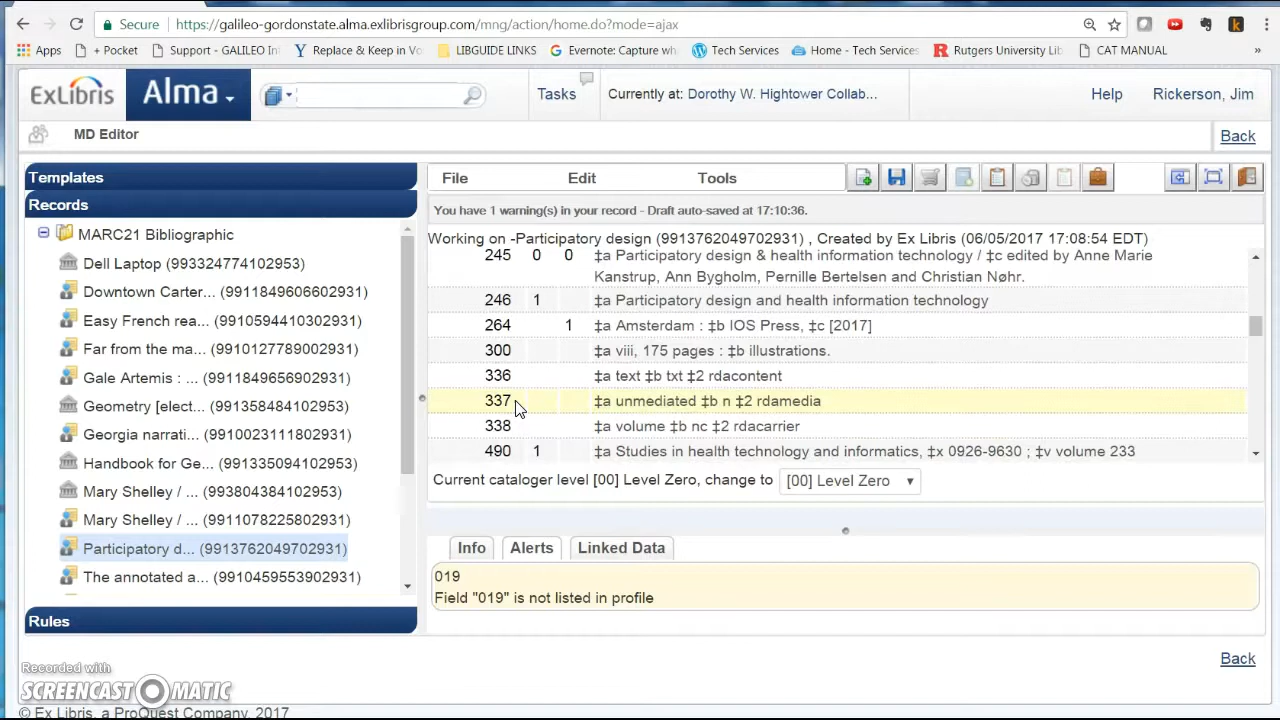 Secure https://galileo-gordonstate.alma.exlibrisgroup.com/mng/action/home.do?mode=ajax
Apps + Pocket Support - GALILEO In Replace & Keep in Vo LIBGUIDE LINKS Evernote: Capture wh Tech Services Home - Tech Service Rutgers University Lib CAT MANUAL »
ExLibris Alma Tasks Currently at: Dorothy W. Hightower Collab... Help Rickerson, Jim
MD Editor Back
Templates File Edit Tools
Records
You have 1 warning(s) in your record - Draft auto-saved at 17:10:36.
MARC21 Bibliographic
Working on -Participatory design (9913762049702931) , Created by Ex Libris (06/05/2017 17:08:54 EDT)
Dell Laptop (993324774102953)
Downtown Carter... (9911849606602931)
Easy French rea... (9910594410302931)
Far from the ma... (9910127789002931)
Gale Artemis : ... (9911849656902931)
Geometry [elect... (991358484102953)
Georgia narrati... (9910023111802931)
Handbook for Ge... (991335094102953)
Mary Shelley / ... (993804384102953)
Mary Shelley / ... (9911078225802931)
Participatory d... (9913762049702931)
The annotated a... (9910459553902931)
Rules
245 0 0 ‡a Participatory design & health information technology / ‡c edited by Anne Marie
Kanstrup, Ann Bygholm, Pernille Bertelsen and Christian Nøhr.
246 1 ‡a Participatory design and health information technology
264 1 ‡a Amsterdam : ‡b IOS Press, ‡c [2017]
300 ‡a viii, 175 pages : ‡b illustrations.
336 ‡a text ‡b txt ‡2 rdacontent
337 ‡a unmediated ‡b n ‡2 rdamedia
338 ‡a volume ‡b nc ‡2 rdacarrier
490 1 ‡a Studies in health technology and informatics, ‡x 0926-9630 ; ‡v volume 233
Current cataloger level [00] Level Zero, change to [00] Level Zero
Info Alerts Linked Data
019
Field "019" is not listed in profile
Back
Recorded with
SCREENCAST MATIC
© Ex Libris, a ProQuest Company, 2017